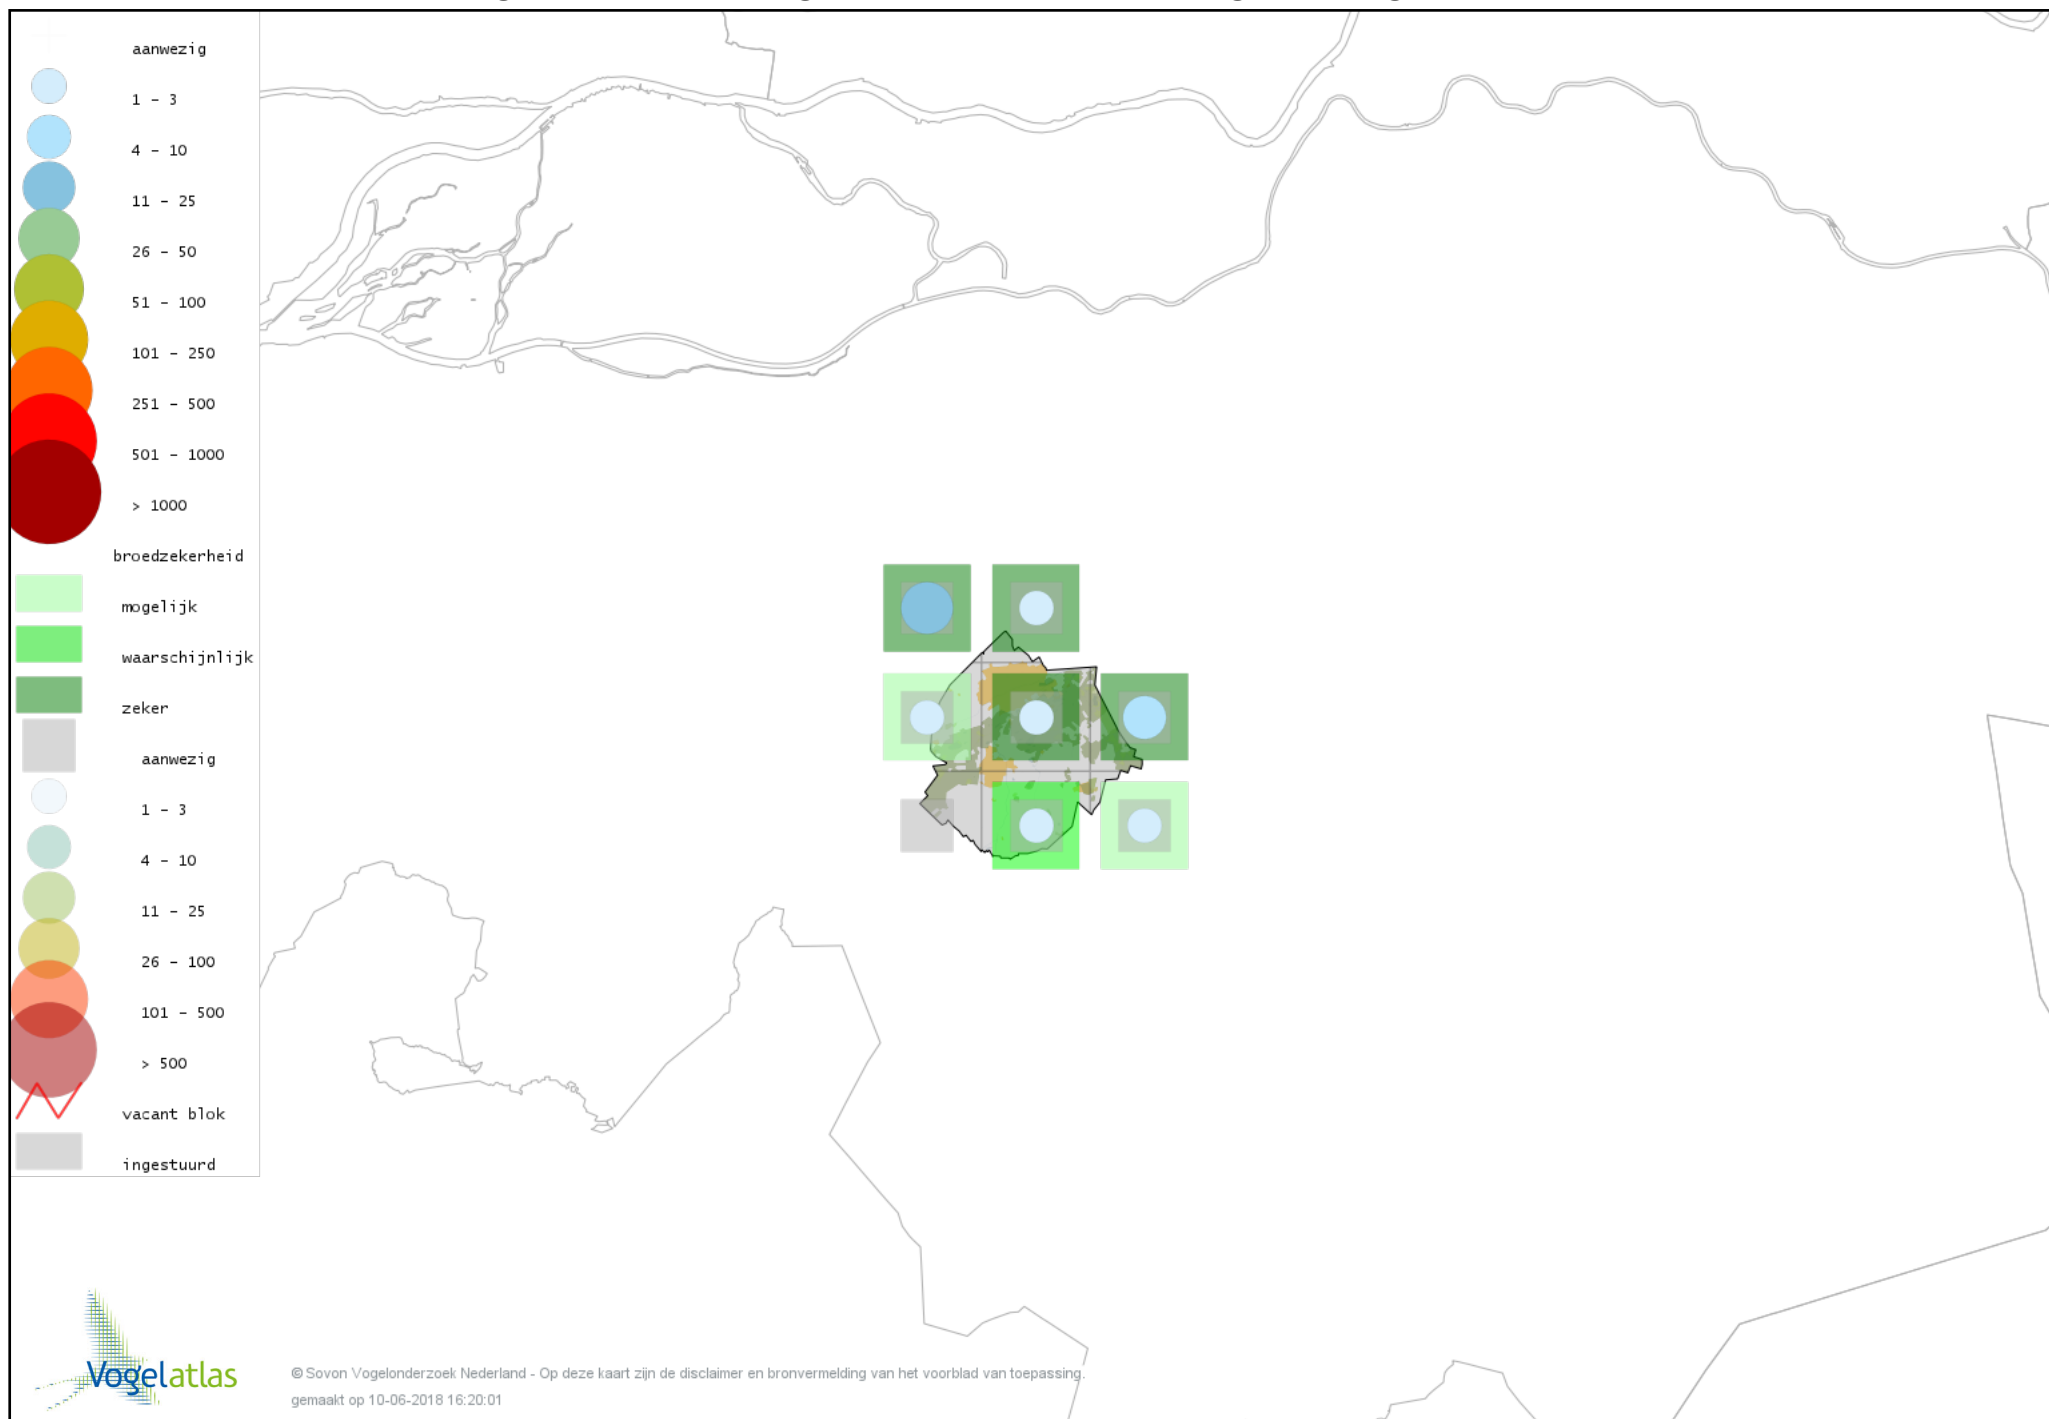 aanwezig
1 - 3
4 - 10
11 - 25
26 - 50
51 - 100
101 - 250
251 - 500
501 - 1000
> 1000
broedzekerheid
mogelijk
waarschijnlijk
zeker
aanwezig
1 - 3
4 - 10
11 - 25
26 - 100
101 - 500
> 500
vacant blok
ingestuurd
Vogelatlas
© Sovon Vogelonderzoek Nederland - Op deze kaart zijn de disclaimer en bronvermelding van het voorblad van toepassing.
gemaakt op 10-06-2018 16:20:01